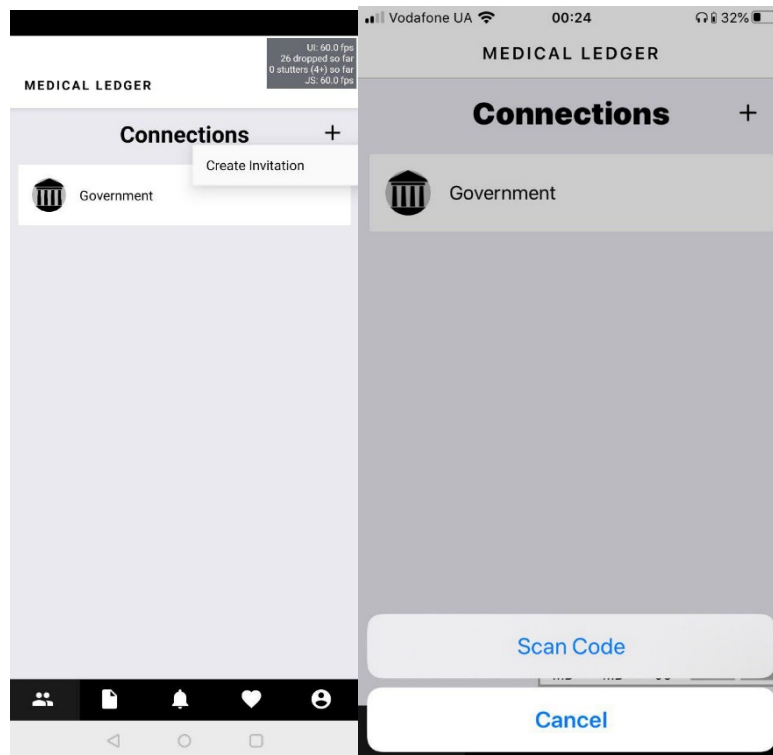 UI: 60.0 fps
26 dropped so far
0 stutters (4+) so far
JS: 60.0 fps
MEDICAL LEDGER
Connections +
Create Invitation
Government
Vodafone UA 00:24 32%
MEDICAL LEDGER
Connections +
Government
Scan Code
Cancel